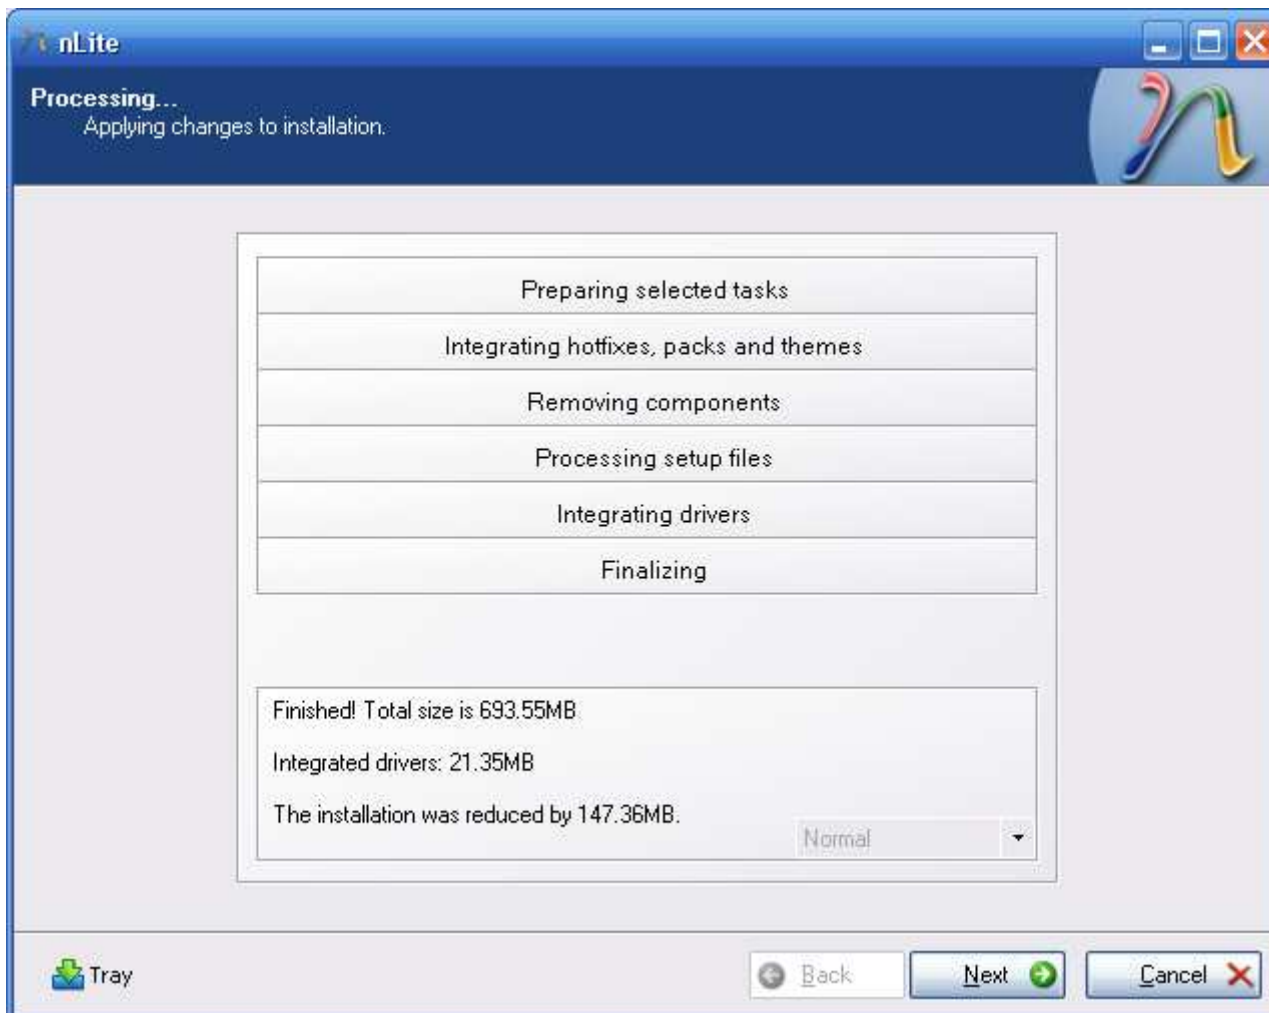 nLite
Processing...
Applying changes to installation.
Preparing selected tasks
Integrating hotfixes, packs and themes
Removing components
Processing setup files
Integrating drivers
Finalizing
Finished! Total size is 693.55MB
Integrated drivers: 21.35MB
The installation was reduced by 147.36MB.
Normal
Tray
Back
Next
Cancel